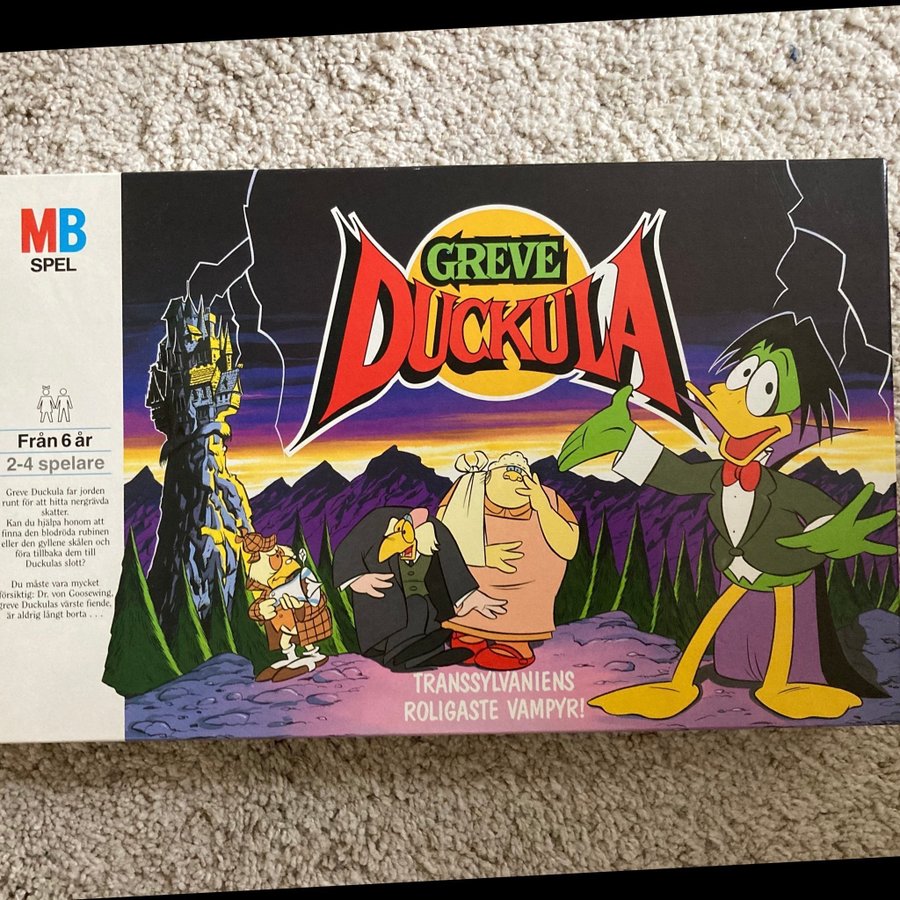 MB
SPEL
GREVE
DUCKULA
Från 6 år
2-4 spelare
Greve Duckula far jorden
runt för att hitta nergrävda
skatter.
Kan du hjälpa honom att
finna den blodröda rubinen
eller den gyllene skålen och
föra tillbaka dem till
Duckulas slott?
Du måste vara mycket
försiktig: Dr. von Goosewing,
greve Duckulas värste fiende,
är aldrig långt borta . . .
TRANSSYLVANIENS
ROLIGASTE VAMPYR!